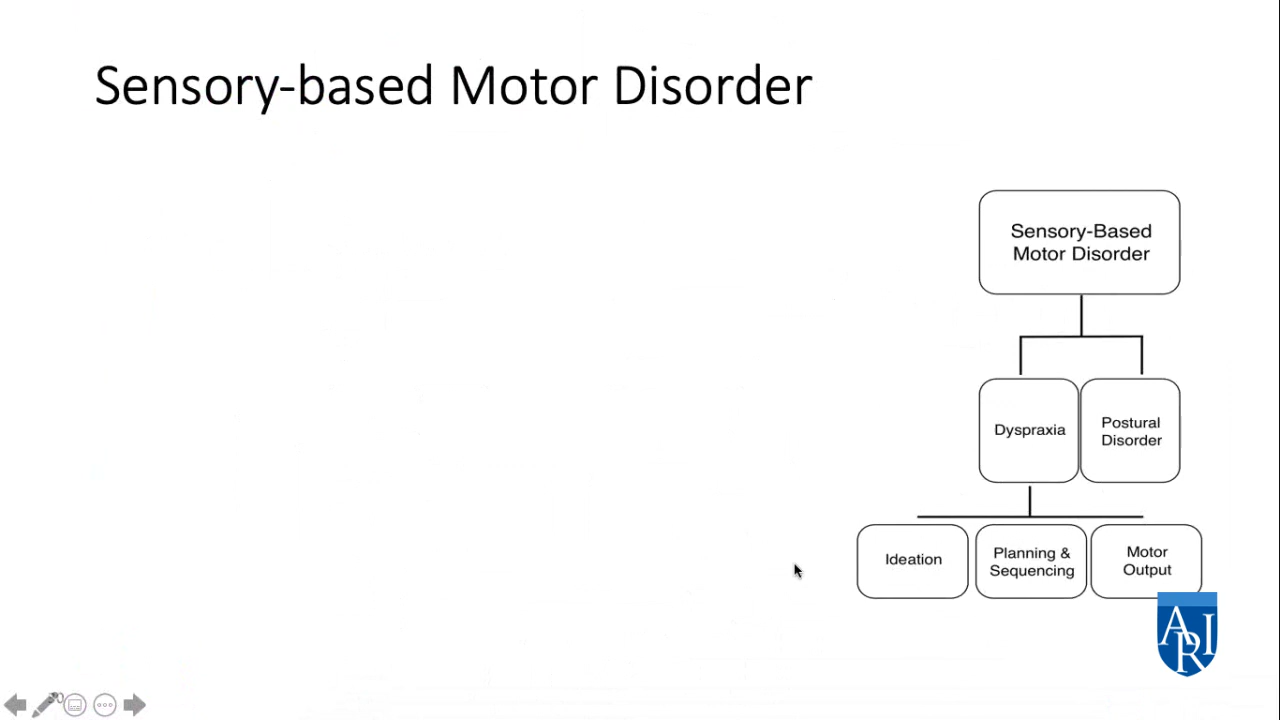 Sensory-based Motor Disorder
Sensory-Based
Motor Disorder
Dyspraxia
Postural
Disorder
Ideation
Planning &
Sequencing
Motor
Output
ARI